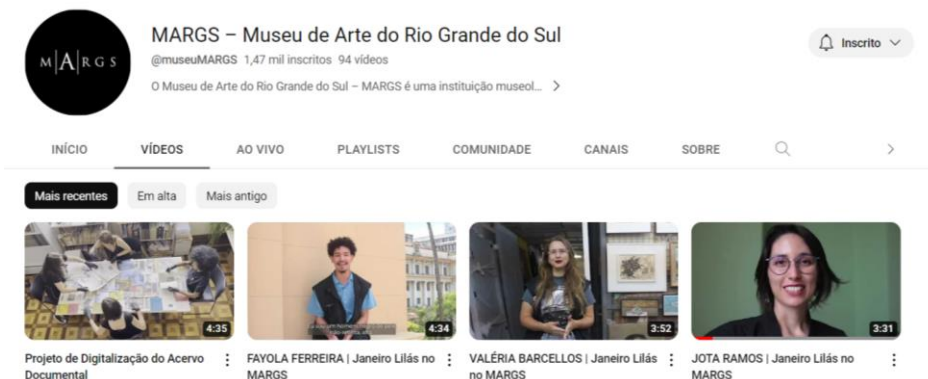 M|A|RGS
MARGS – Museu de Arte do Rio Grande do Sul
@museuMARGS 1,47 mil inscritos 94 vídeos
O Museu de Arte do Rio Grande do Sul – MARGS é uma instituição museol...
Inscrito
INÍCIO VÍDEOS AO VIVO PLAYLISTS COMUNIDADE CANAIS SOBRE
Mais recentes Em alta Mais antigo
4:35 4:34 3:52 3:31
Projeto de Digitalização do Acervo
Documental
FAYOLA FERREIRA | Janeiro Lilás no
MARGS
VALÉRIA BARCELLOS | Janeiro Lilás
no MARGS
JOTA RAMOS | Janeiro Lilás no
MARGS